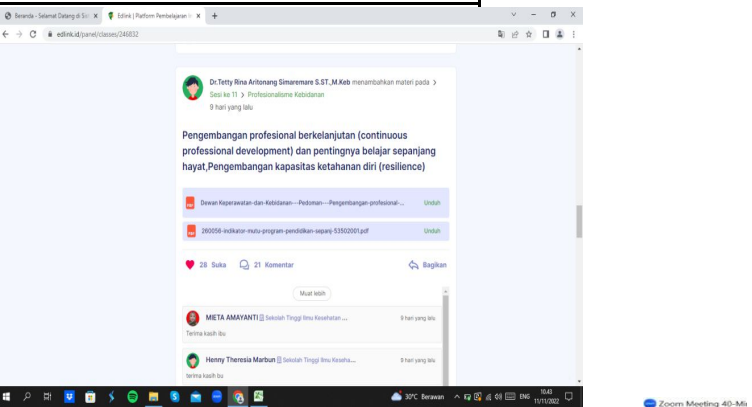 Beranda - Selamat Datang di Sis
Edlink | Platform Pembelajaran
edlink.id/panel/classes/246832
Dr.Tetty Rina Aritonang Simaremare S.ST.,M.Keb menambahkan materi pada >
Sesi ke 11 > Profesionalisme Kebidanan
9 hari yang lalu
Pengembangan profesional berkelanjutan (continuous
professional development) dan pentingnya belajar sepanjang
hayat,Pengembangan kapasitas ketahanan diri (resilience)
Dewan Keperawatan-dan-Kebidanan---Pedoman---Pengembangan-profesional-... Unduh
260056-indikator-mutu-program-pendidikan-sepanj-53502001.pdf Unduh
28 Suka 21 Komentar Bagikan
Muat lebih
MIETA AMAYANTI Sekolah Tinggi Ilmu Kesehatan ... 9 hari yang lalu
Terima kasih ibu
Henny Theresia Marbun Sekolah Tinggi Ilmu Keseha... 9 hari yang lalu
terima kasih bu
30°C Berawan ENG 10.43
11/11/2022
Zoom Meeting 40-Mi